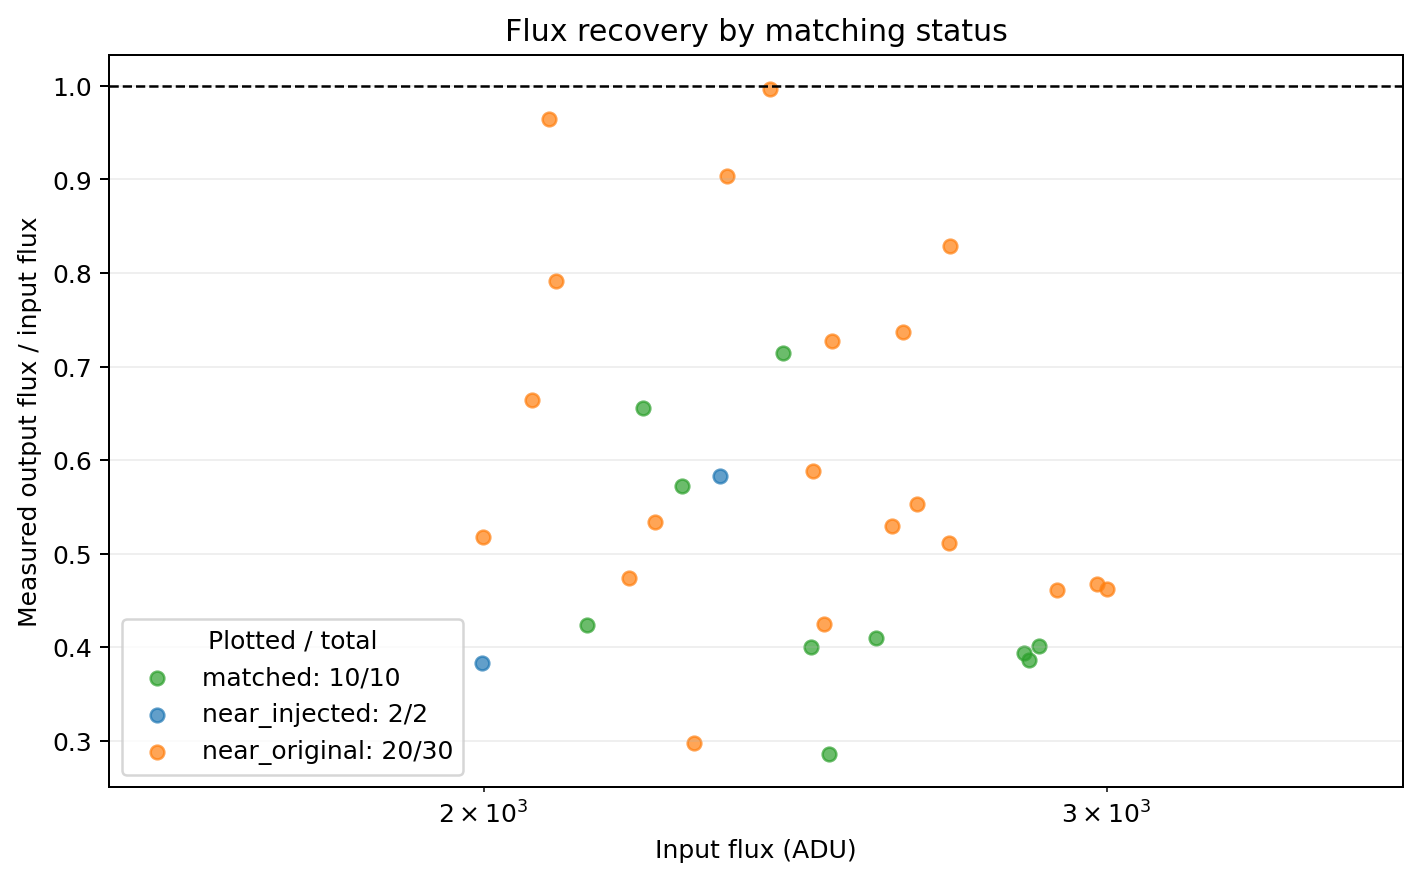 Flux recovery by matching status
Measured output flux / input flux
1.0
0.9
0.8
0.7
0.6
0.5
0.4
0.3
Plotted / total
matched: 10/10
near_injected: 2/2
near_original: 20/30
2 × 10³
3 × 10³
Input flux (ADU)